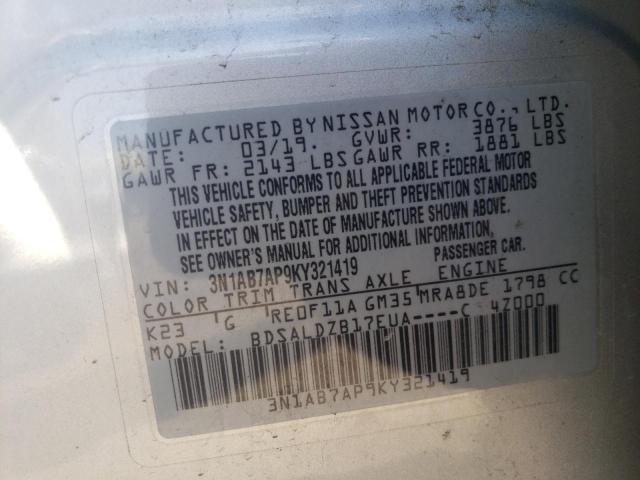 MANUFACTURED BY NISSAN MOTOR CO., LTD.
DATE: 03/19. GVWR: 3876 LBS
GAWR FR: 2143 LBS GAWR RR: 1881 LBS
THIS VEHICLE CONFORMS TO ALL APPLICABLE FEDERAL MOTOR
VEHICLE SAFETY, BUMPER AND THEFT PREVENTION STANDARDS
IN EFFECT ON THE DATE OF MANUFACTURE SHOWN ABOVE.
SEE OWNER'S MANUAL FOR ADDITIONAL INFORMATION,
VIN: 3N1AB7AP9KY321419 PASSENGER CAR.
COLOR TRIM TRANS AXLE ENGINE
K23 G RE0F11A GM35 MRA8DE 1798 CC
MODEL: BDSALDZB17EUA----C 4Z000
3N1AB7AP9KY321419